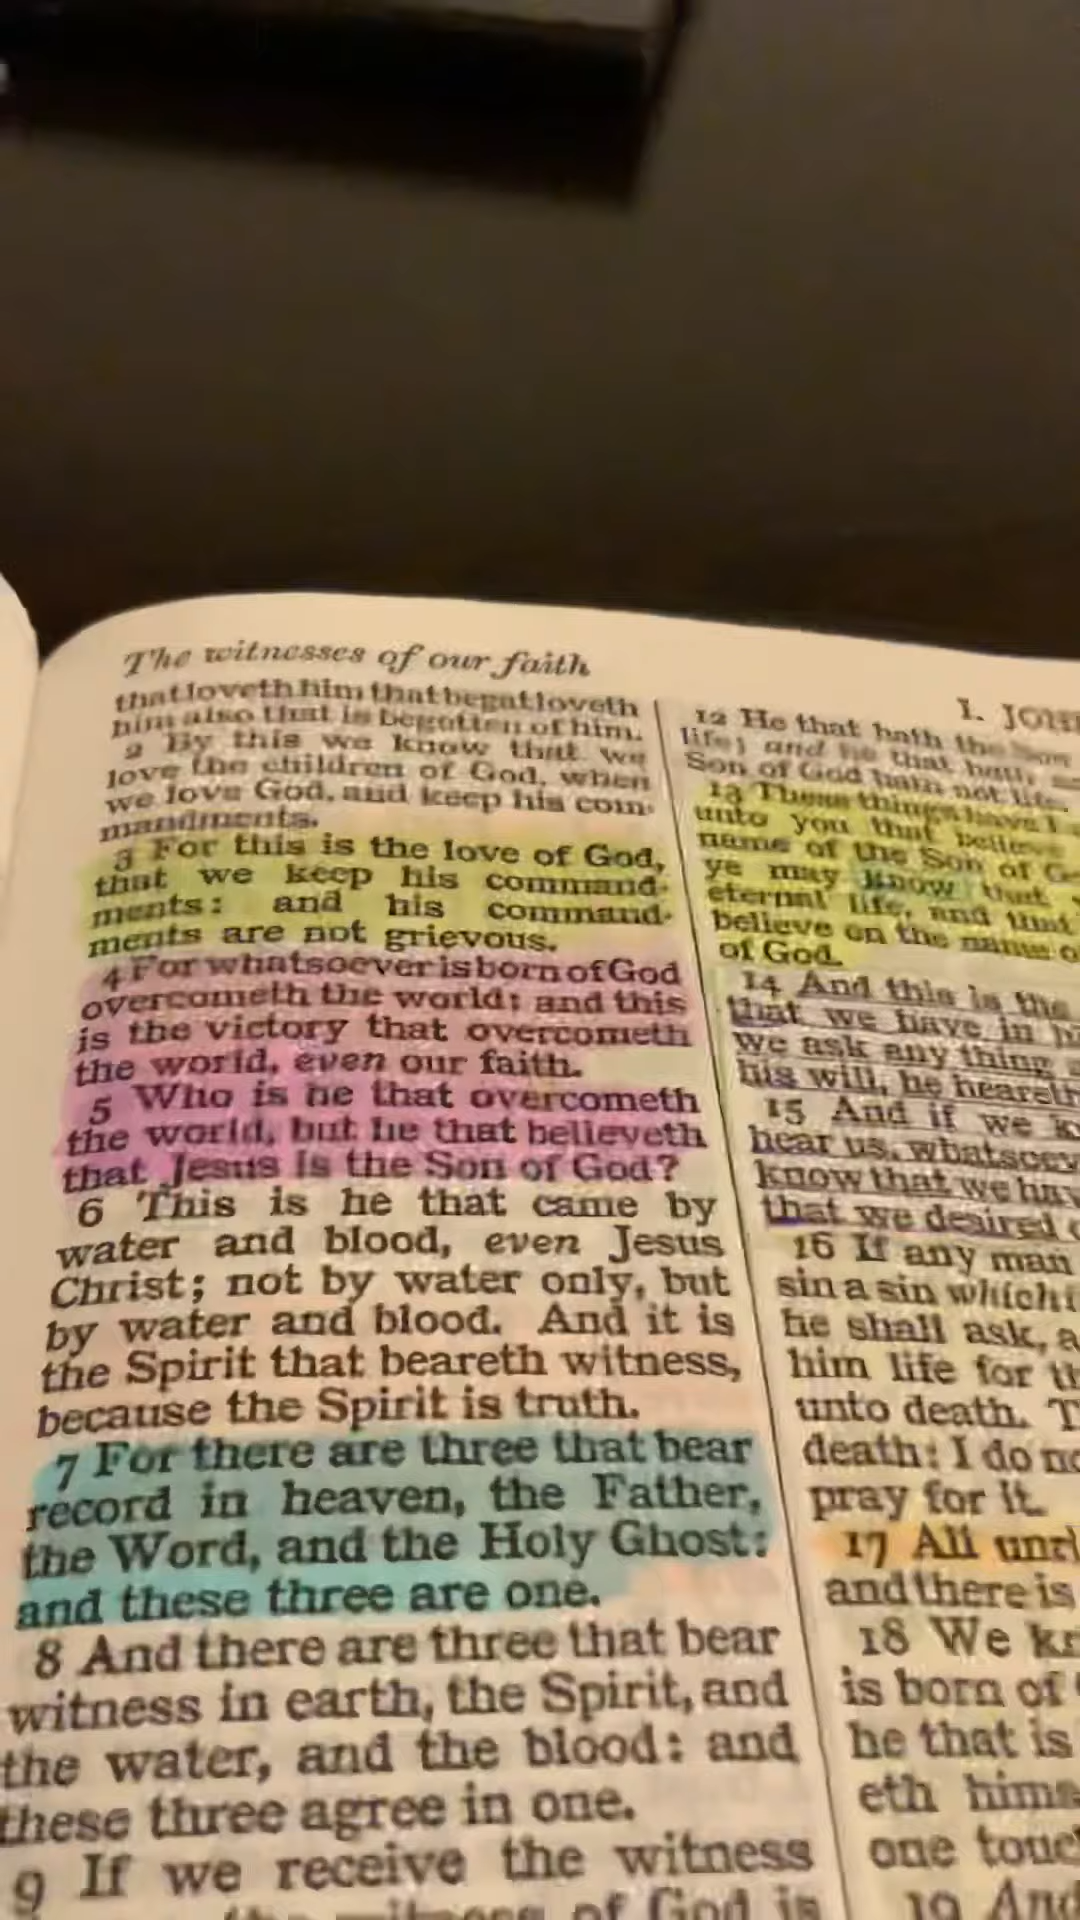 The witnesses of our faith
that loveth him that begat loveth
him also that is begotten of him.
2 By this we know that we
love the children of God, when
we love God, and keep his com-
mandments.
3 For this is the love of God,
that we keep his command-
ments: and his command-
ments are not grievous.
4 For whatsoever is born of God
overcometh the world: and this
is the victory that overcometh
the world, even our faith.
5 Who is he that overcometh
the world, but he that believeth
that Jesus is the Son of God?
6 This is he that came by
water and blood, even Jesus
Christ; not by water only, but
by water and blood. And it is
the Spirit that beareth witness,
because the Spirit is truth.
7 For there are three that bear
record in heaven, the Father,
the Word, and the Holy Ghost:
and these three are one.
8 And there are three that bear
witness in earth, the Spirit, and
the water, and the blood: and
these three agree in one.
9 If we receive the witness
of God is
I. JOH
12 He that hath the Son
life; and he that hath
Son of God hath not life.
13 These things have I
unto you that believe
name of the Son of
ye may know that
eternal life, and that
believe on the name
of God.
14 And this is the
that we have in
we ask any thing
his will, he heareth
15 And if we
hear us, whatsoev
know that we hav
that we desired
16 If any man
sin a sin which
he shall ask,
him life for
unto death.
death: I do
pray for it.
17 All
and there is
18 We
is born of
he that is
eth hims
one touc
19 And